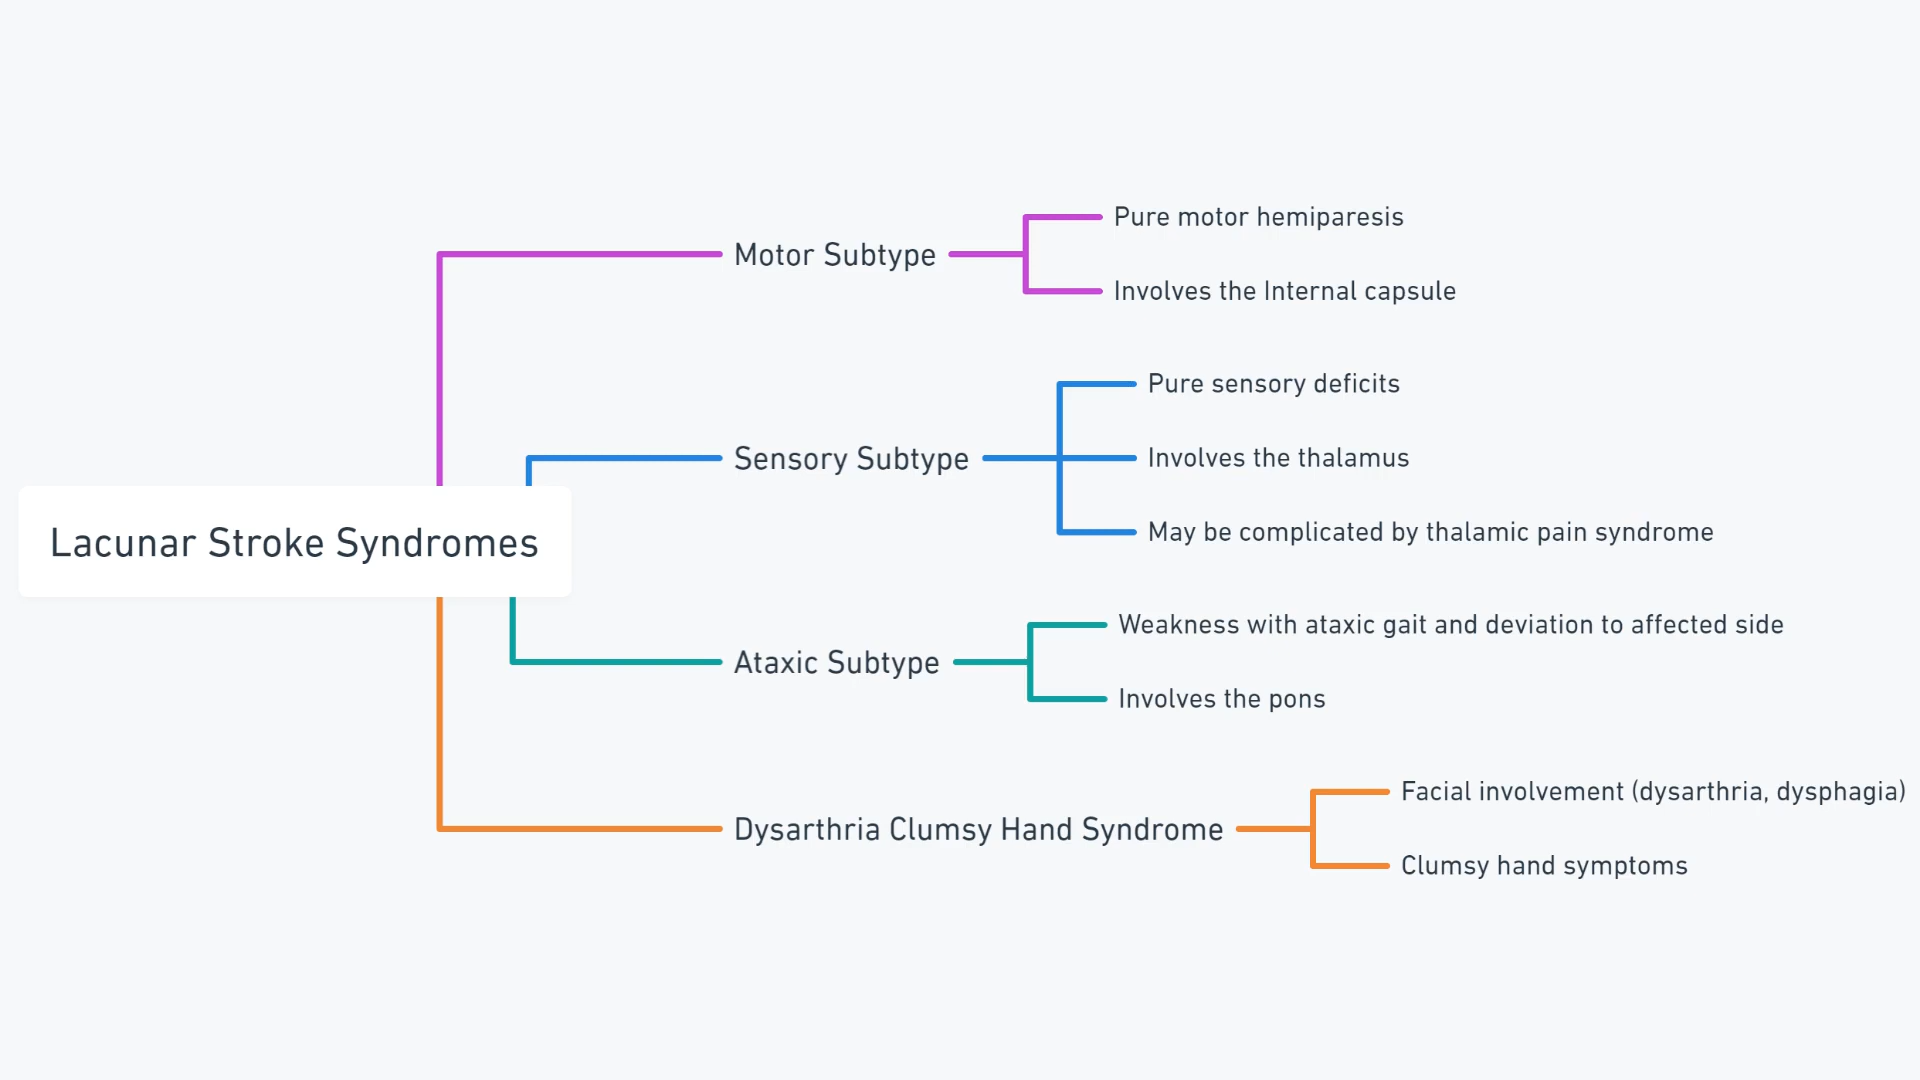 Lacunar Stroke Syndromes
Motor Subtype
Pure motor hemiparesis
Involves the Internal capsule
Sensory Subtype
Pure sensory deficits
Involves the thalamus
May be complicated by thalamic pain syndrome
Ataxic Subtype
Weakness with ataxic gait and deviation to affected side
Involves the pons
Dysarthria Clumsy Hand Syndrome
Facial involvement (dysarthria, dysphagia)
Clumsy hand symptoms